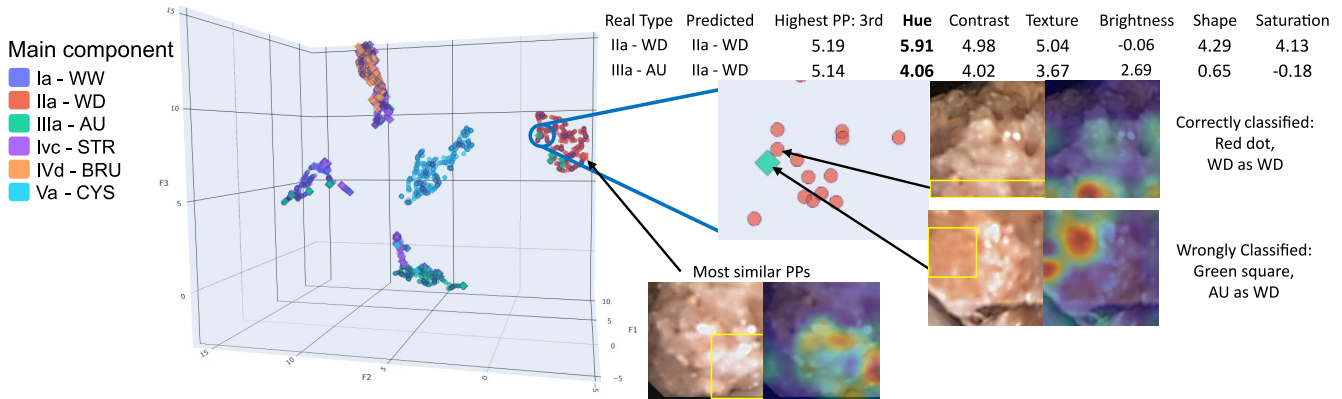 Real Type Predicted Highest PP: 3rd Hue Contrast Texture Brightness Shape Saturation
IIa - WD IIa - WD 5.19 5.91 4.98 5.04 -0.06 4.29 4.13
IIIa - AU IIa - WD 5.14 4.06 4.02 3.67 2.69 0.65 -0.18
Main component
Ia - WW
IIa - WD
IIIa - AU
Ivc - STR
IVd - BRU
Va - CYS
15
10
5
0
F3
15
10
5
0
−5
F2
10
5
0
−5
F1
Correctly classified:
Red dot,
WD as WD
Wrongly Classified:
Green square,
AU as WD
Most similar PPs